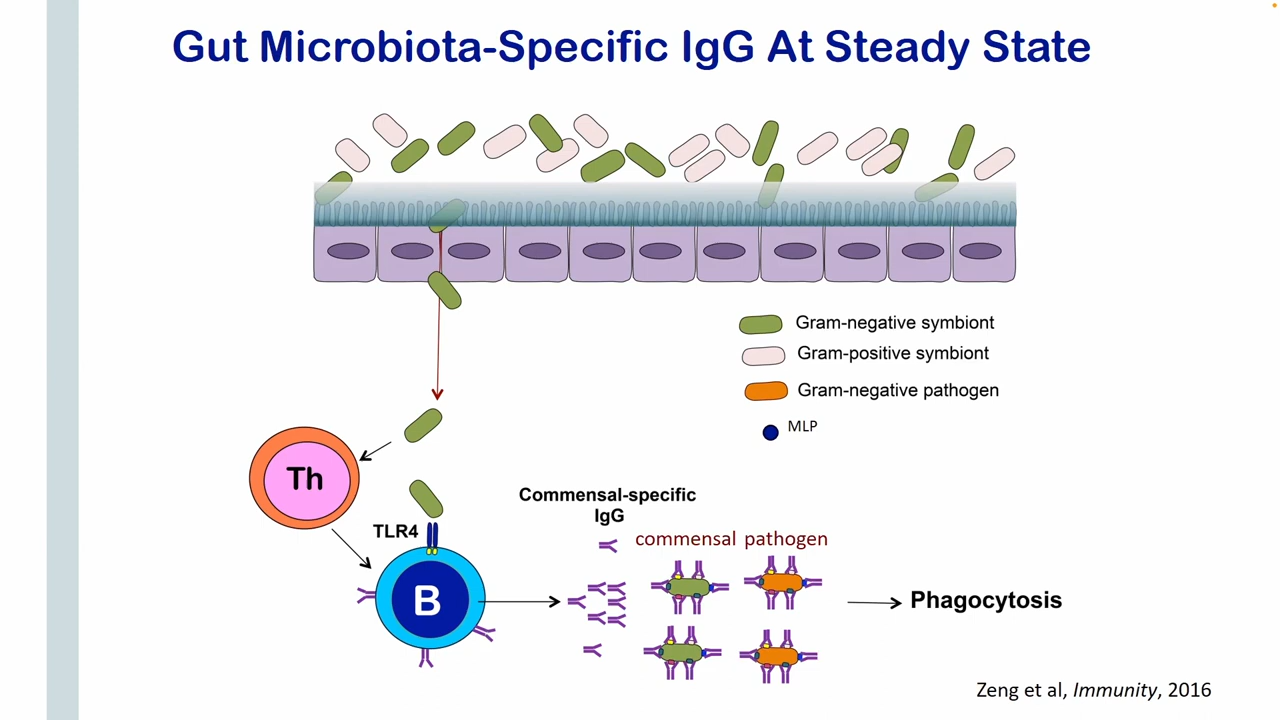 Gut Microbiota-Specific IgG At Steady State
Gram-negative symbiont
Gram-positive symbiont
Gram-negative pathogen
MLP
Th
TLR4
B
Commensal-specific
IgG
commensal pathogen
Phagocytosis
Zeng et al, Immunity, 2016